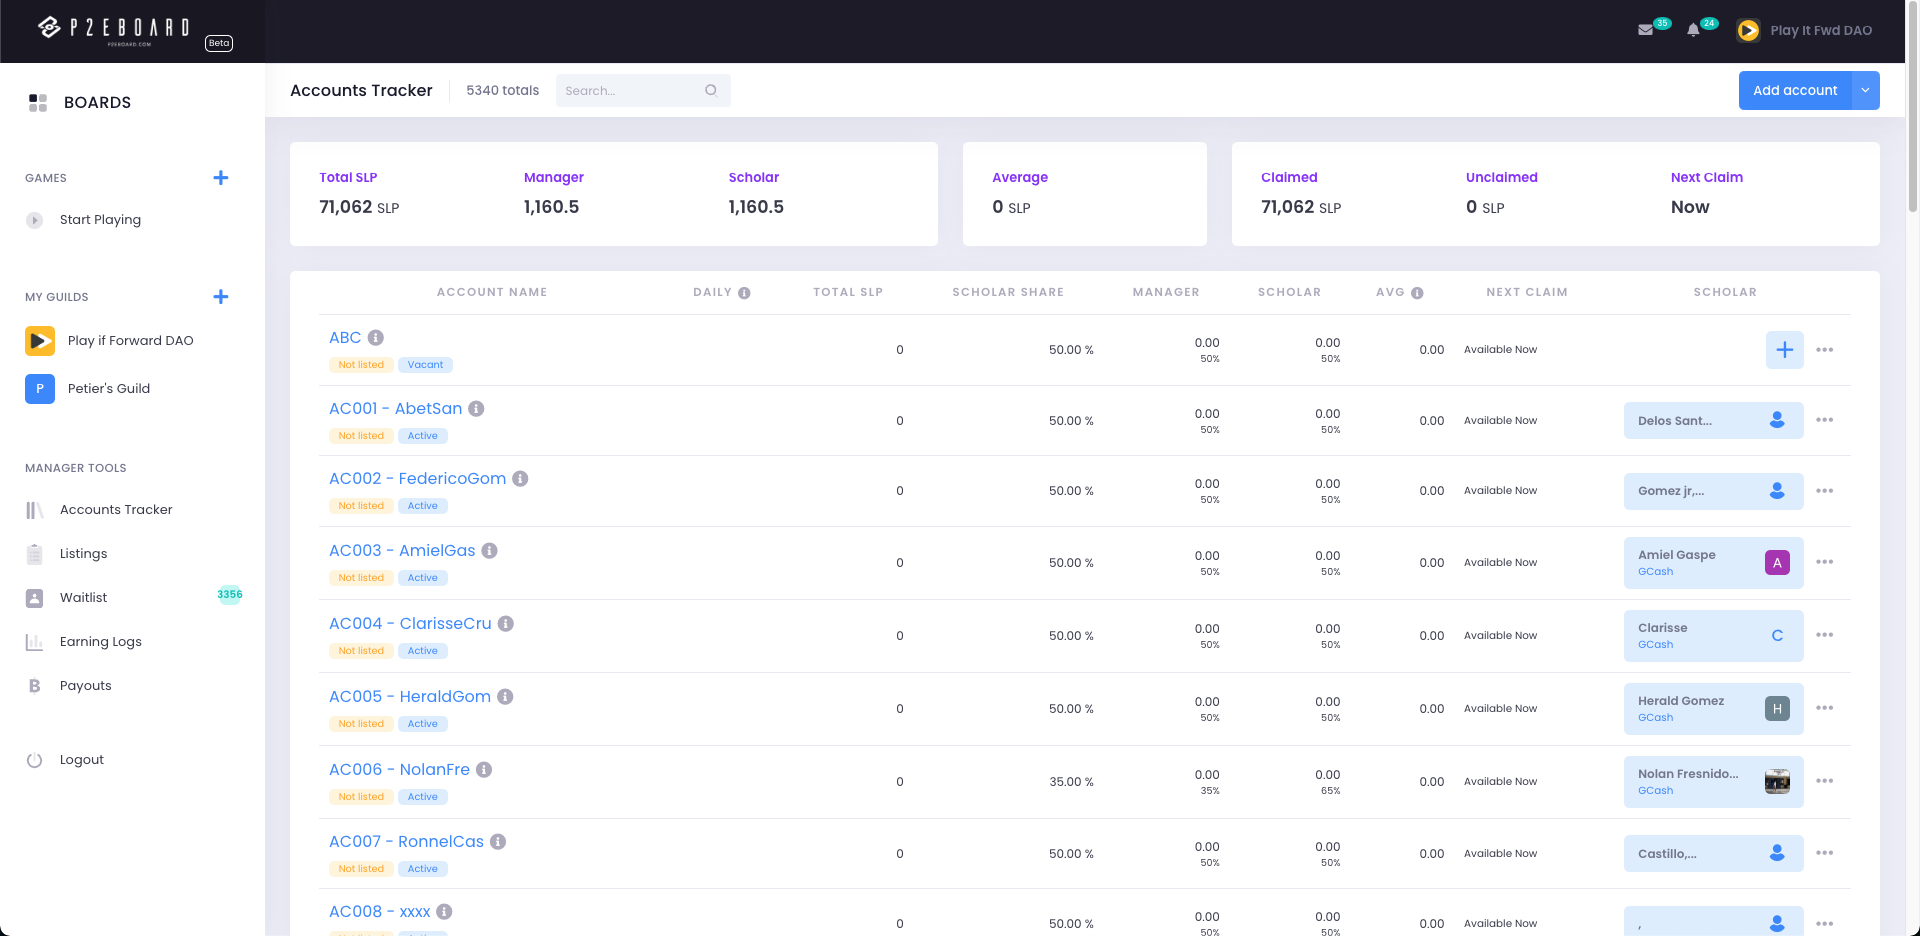 P2EBOARD
P2EBOARD.COM
Beta
35
24
Play It Fwd DAO
BOARDS
GAMES
Start Playing
MY GUILDS
Play if Forward DAO
P
Petier's Guild
MANAGER TOOLS
Accounts Tracker
Listings
Waitlist
3356
Earning Logs
Payouts
Logout
Accounts Tracker
5340 totals
Search...
Add account
Total SLP Manager Scholar
71,062 SLP 1,160.5 1,160.5
Average
0 SLP
Claimed Unclaimed Next Claim
71,062 SLP 0 SLP Now
ACCOUNT NAME DAILY TOTAL SLP SCHOLAR SHARE MANAGER SCHOLAR AVG NEXT CLAIM SCHOLAR
ABC
Not listed Vacant
0 50.00 % 0.00 0.00 0.00 Available Now
50% 50%
AC001 - AbetSan
Not listed Active
0 50.00 % 0.00 0.00 0.00 Available Now Delos Sant...
50% 50%
AC002 - FedericoGom
Not listed Active
0 50.00 % 0.00 0.00 0.00 Available Now Gomez jr,...
50% 50%
AC003 - AmielGas
Not listed Active
0 50.00 % 0.00 0.00 0.00 Available Now Amiel Gaspe A
50% 50% GCash
AC004 - ClarisseCru
Not listed Active
0 50.00 % 0.00 0.00 0.00 Available Now Clarisse C
50% 50% GCash
AC005 - HeraldGom
Not listed Active
0 50.00 % 0.00 0.00 0.00 Available Now Herald Gomez H
50% 50% GCash
AC006 - NolanFre
Not listed Active
0 35.00 % 0.00 0.00 0.00 Available Now Nolan Fresnido...
35% 65% GCash
AC007 - RonnelCas
Not listed Active
0 50.00 % 0.00 0.00 0.00 Available Now Castillo,...
50% 50%
AC008 - xxxx
0 50.00 % 0.00 0.00 0.00 Available Now ,
50% 50%